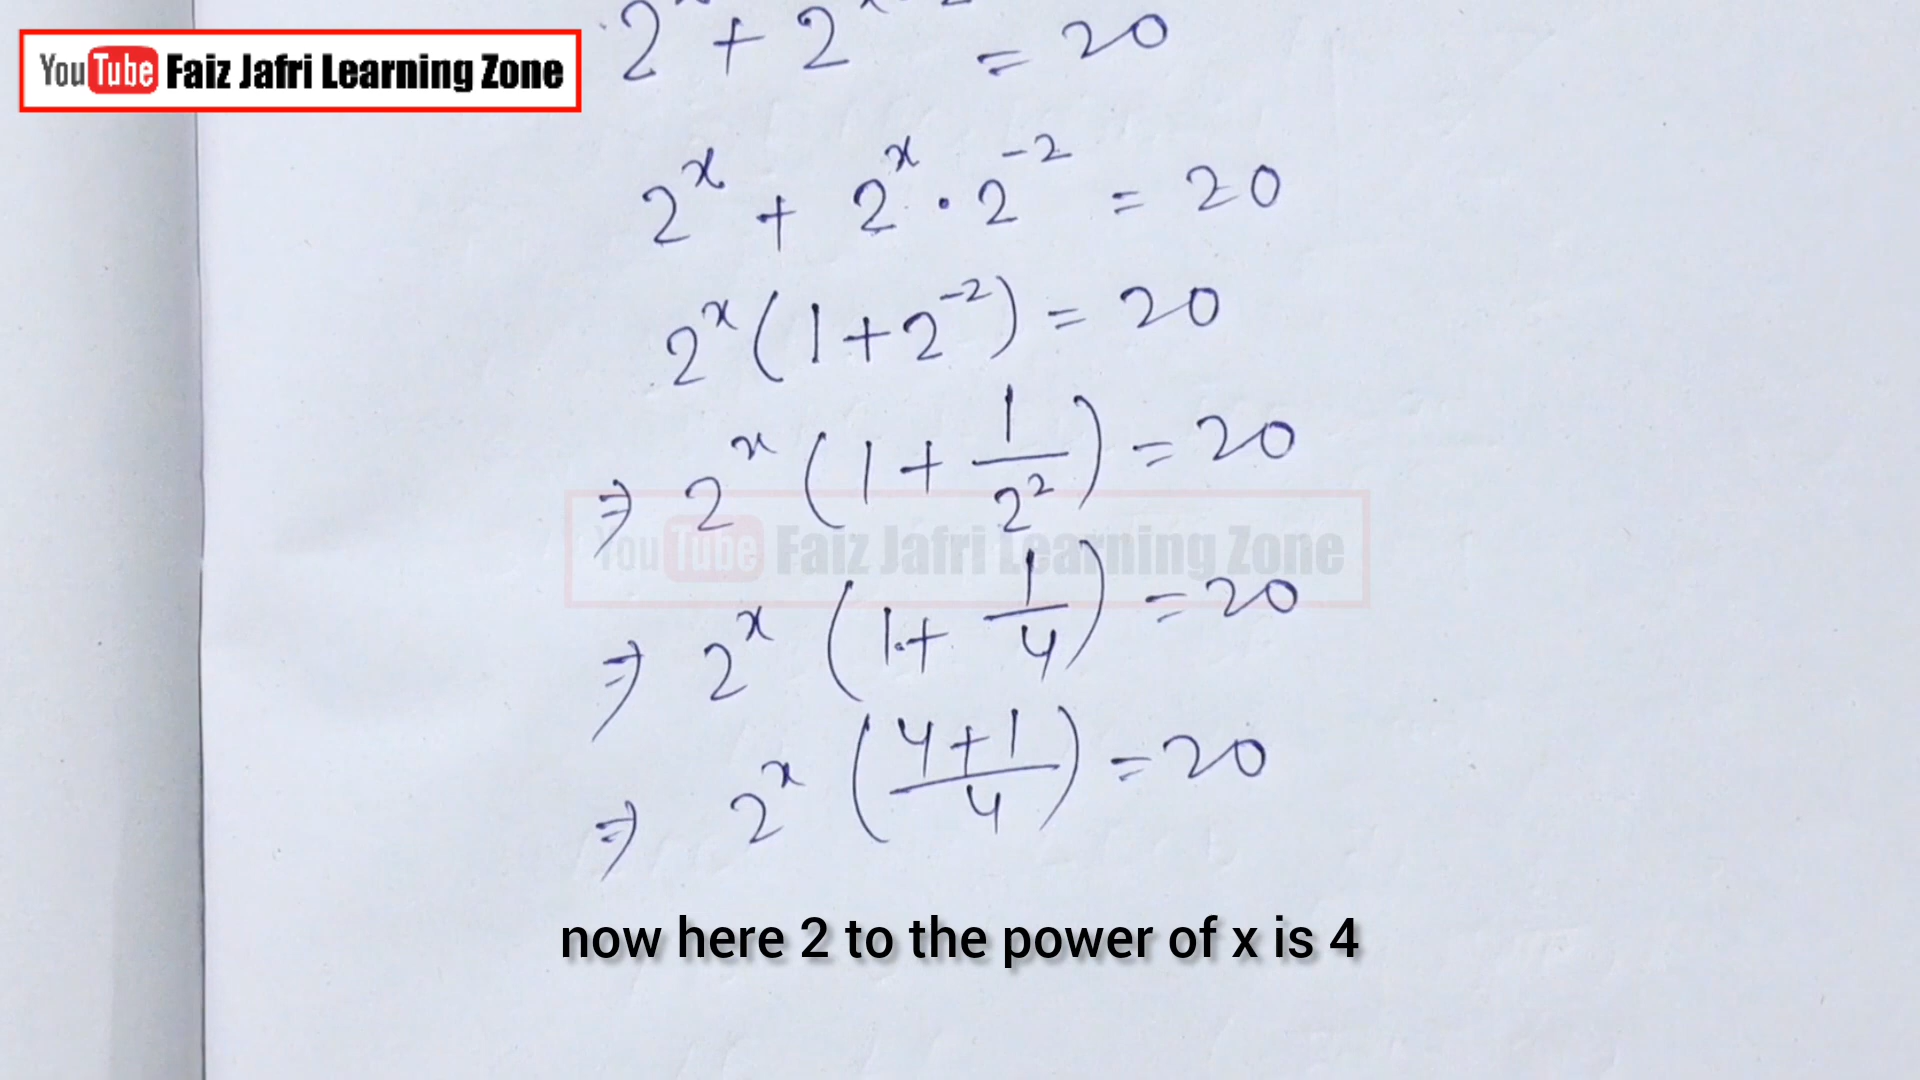 YouTube Faiz Jafri Learning Zone
2 + 2 = 20
2^x + 2^x · 2^-2 = 20
2^x (1 + 2^-2) = 20
⇒ 2^x (1 + 1/2^2) = 20
YouTube Faiz Jafri Learning Zone
⇒ 2^x (1 + 1/4) = 20
⇒ 2^x ((4+1)/4) = 20
now here 2 to the power of x is 4